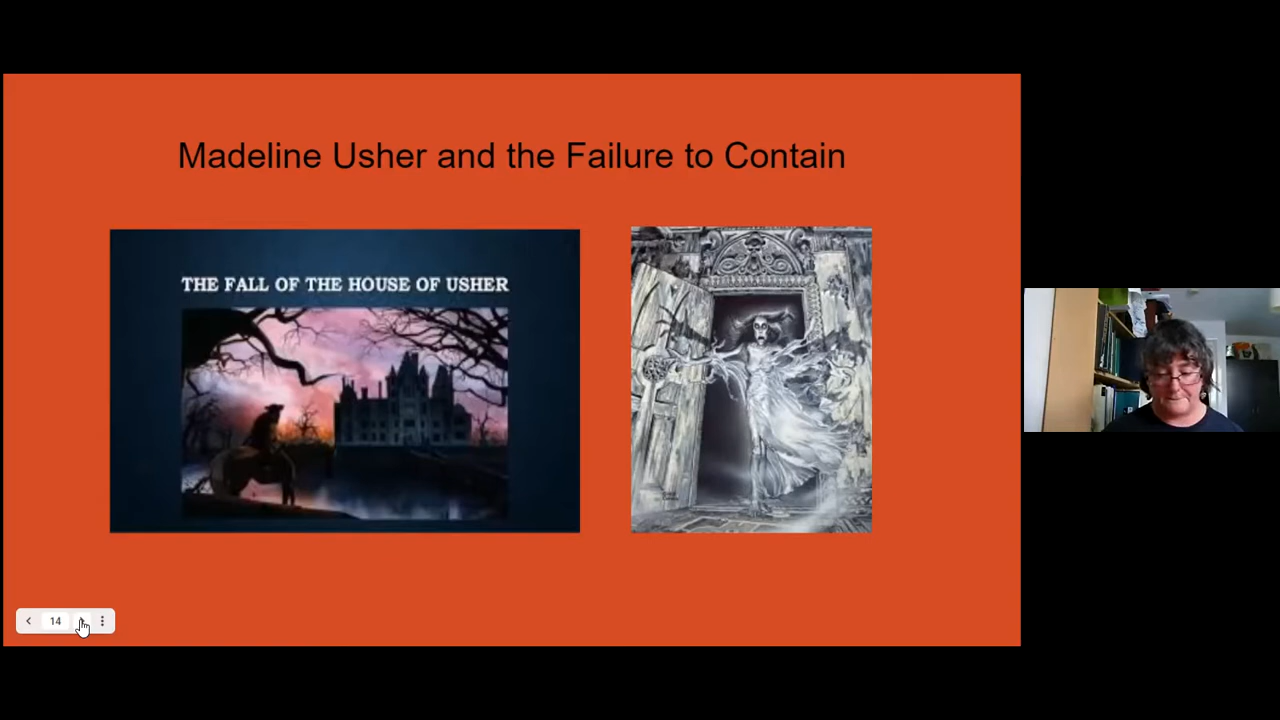 Madeline Usher and the Failure to Contain
THE FALL OF THE HOUSE OF USHER
14